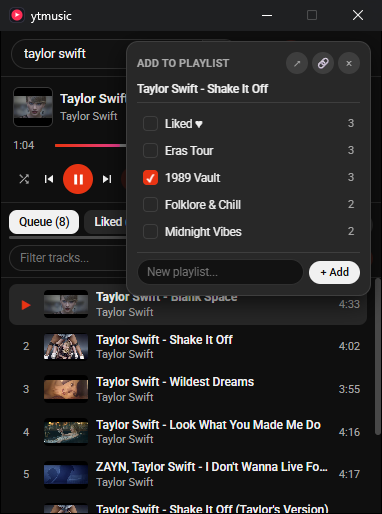 ytmusic
taylor swift
ADD TO PLAYLIST
Taylor Swift - Shake It Off
Liked ♥ 3
Eras Tour 3
1989 Vault 3
Folklore & Chill 2
Midnight Vibes 2
New playlist... + Add
Taylor Swift
Taylor Swift
1:04
Queue (8) Liked
Filter tracks...
Taylor Swift - Blank Space 4:33
Taylor Swift
2 Taylor Swift - Shake It Off 4:02
Taylor Swift
3 Taylor Swift - Wildest Dreams 3:55
Taylor Swift
4 Taylor Swift - Look What You Made Me Do 4:16
Taylor Swift
5 ZAYN, Taylor Swift - I Don't Wanna Live Fo... 4:17
Taylor Swift
Taylor Swift - Shake It Off (Taylor's Version)